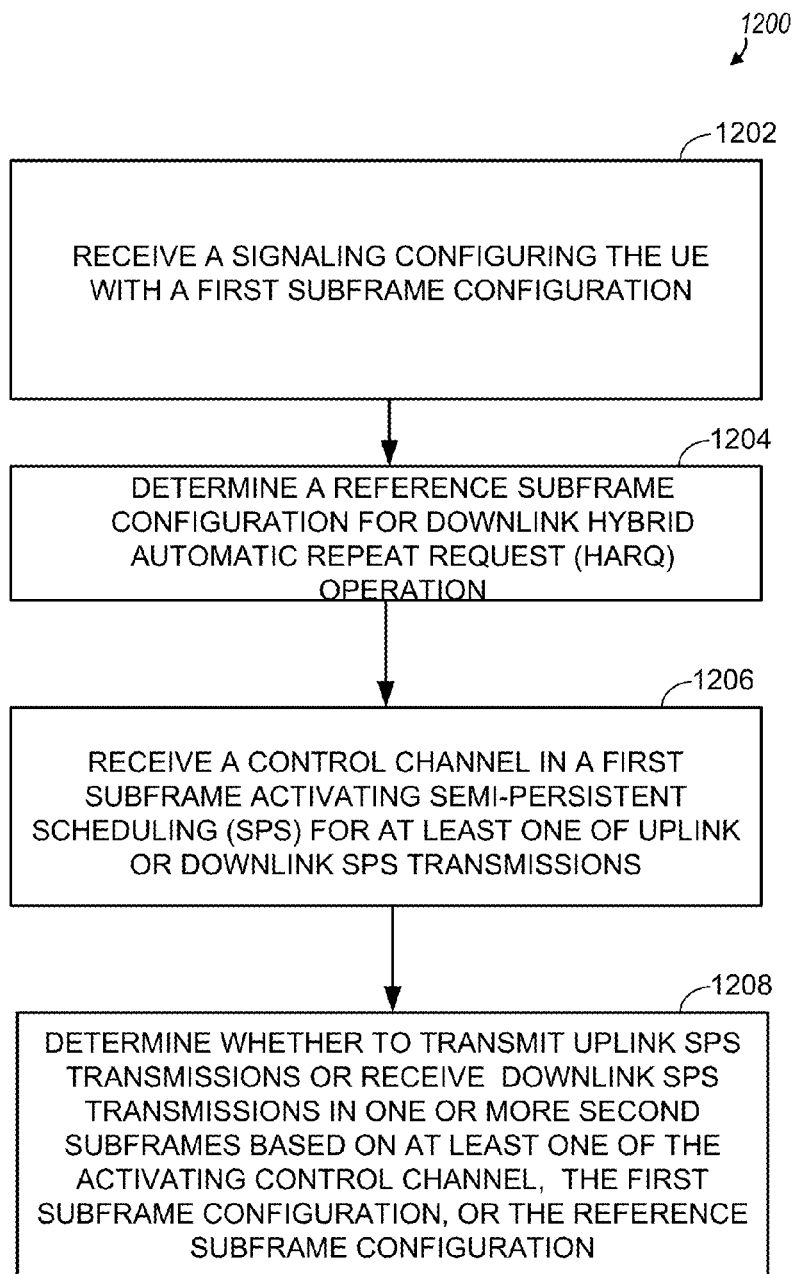 1200
1202
RECEIVE A SIGNALING CONFIGURING THE UE
WITH A FIRST SUBFRAME CONFIGURATION
1204
DETERMINE A REFERENCE SUBFRAME
CONFIGURATION FOR DOWNLINK HYBRID
AUTOMATIC REPEAT REQUEST (HARQ)
OPERATION
1206
RECEIVE A CONTROL CHANNEL IN A FIRST
SUBFRAME ACTIVATING SEMI-PERSISTENT
SCHEDULING (SPS) FOR AT LEAST ONE OF UPLINK
OR DOWNLINK SPS TRANSMISSIONS
1208
DETERMINE WHETHER TO TRANSMIT UPLINK SPS
TRANSMISSIONS OR RECEIVE DOWNLINK SPS
TRANSMISSIONS IN ONE OR MORE SECOND
SUBFRAMES BASED ON AT LEAST ONE OF THE
ACTIVATING CONTROL CHANNEL, THE FIRST
SUBFRAME CONFIGURATION, OR THE REFERENCE
SUBFRAME CONFIGURATION